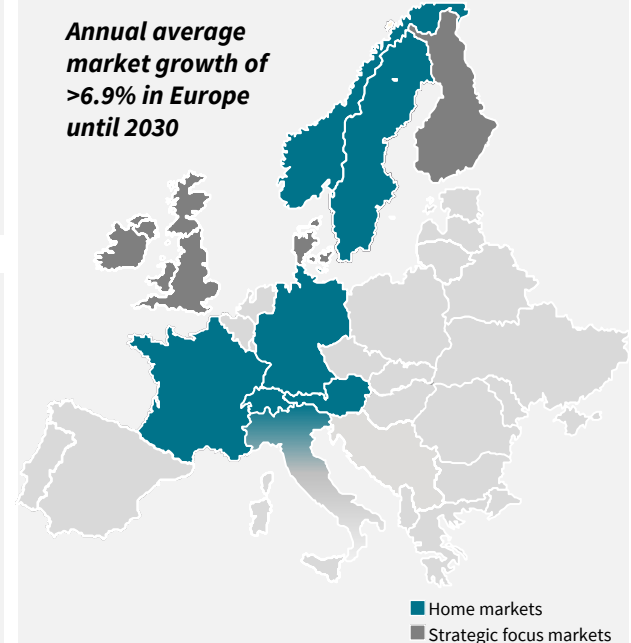 Annual average
market growth of
>6.9% in Europe
until 2030
Home markets
Strategic focus markets